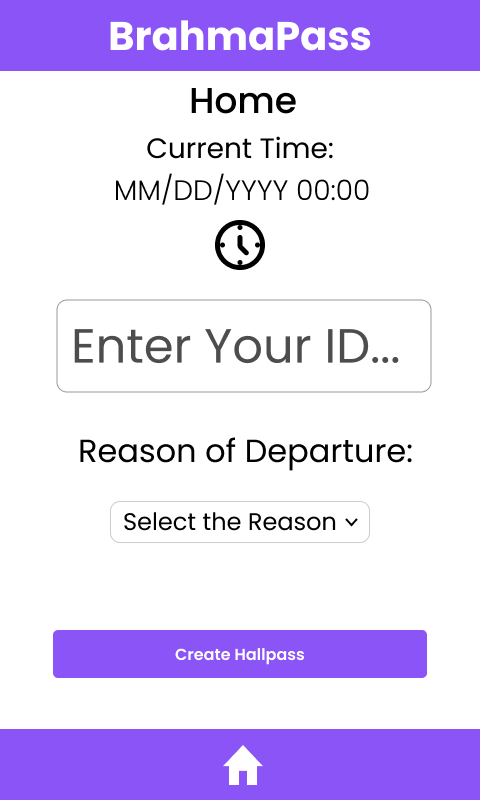 BrahmaPass
Home
Current Time:
MM/DD/YYYY 00:00
Enter Your ID...
Reason of Departure:
Select the Reason
Create Hallpass